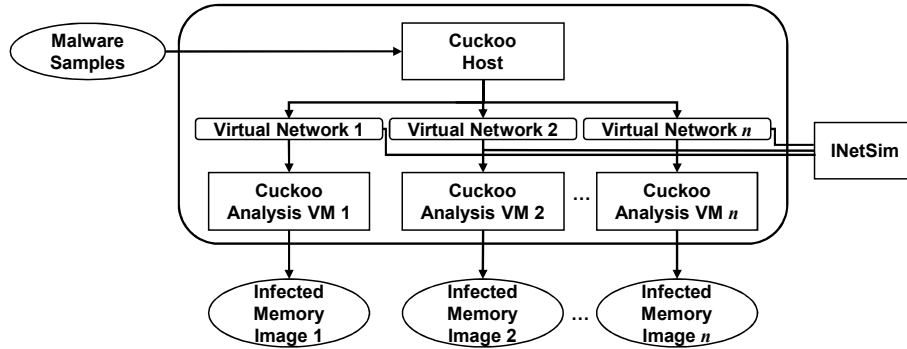 Malware
Samples
Cuckoo
Host
Virtual Network 1
Virtual Network 2
Virtual Network n
INetSim
Cuckoo
Analysis VM 1
Cuckoo
Analysis VM 2
...
Cuckoo
Analysis VM n
Infected
Memory
Image 1
Infected
Memory
Image 2
...
Infected
Memory
Image n